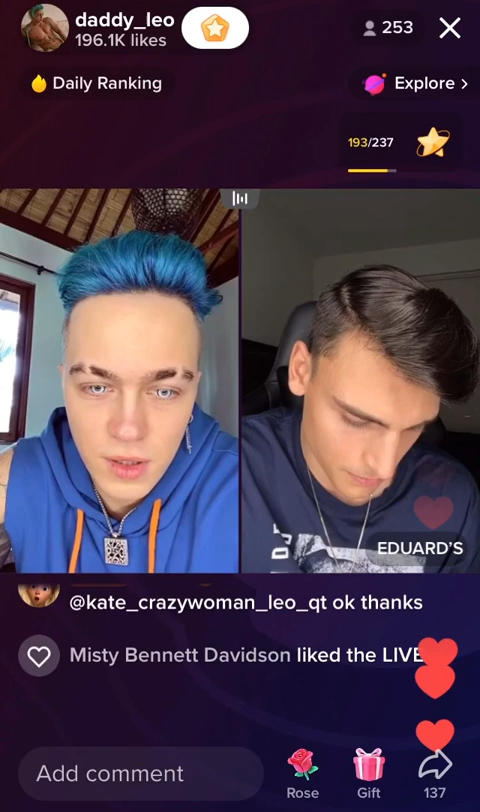 daddy_leo
196.1K likes
253
Daily Ranking
Explore >
193/237
EDUARD'S
@kate_crazywoman_leo_qt ok thanks
Misty Bennett Davidson liked the LIVE
Add comment
Rose
Gift
137